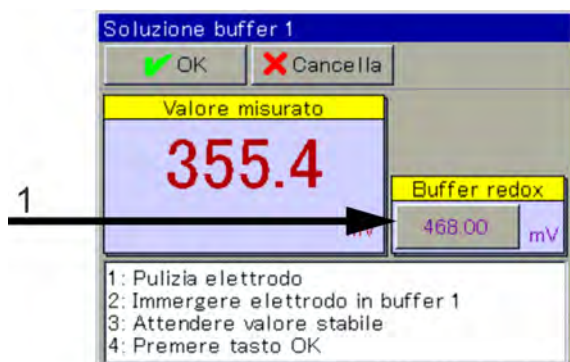 Soluzione buffer 1
OK Cancella
Valore misurato
355.4
mV
Buffer redox
468.00 mV
1
1: Pulizia elettrodo
2: Immergere elettrodo in buffer 1
3: Attendere valore stabile
4: Premere tasto OK